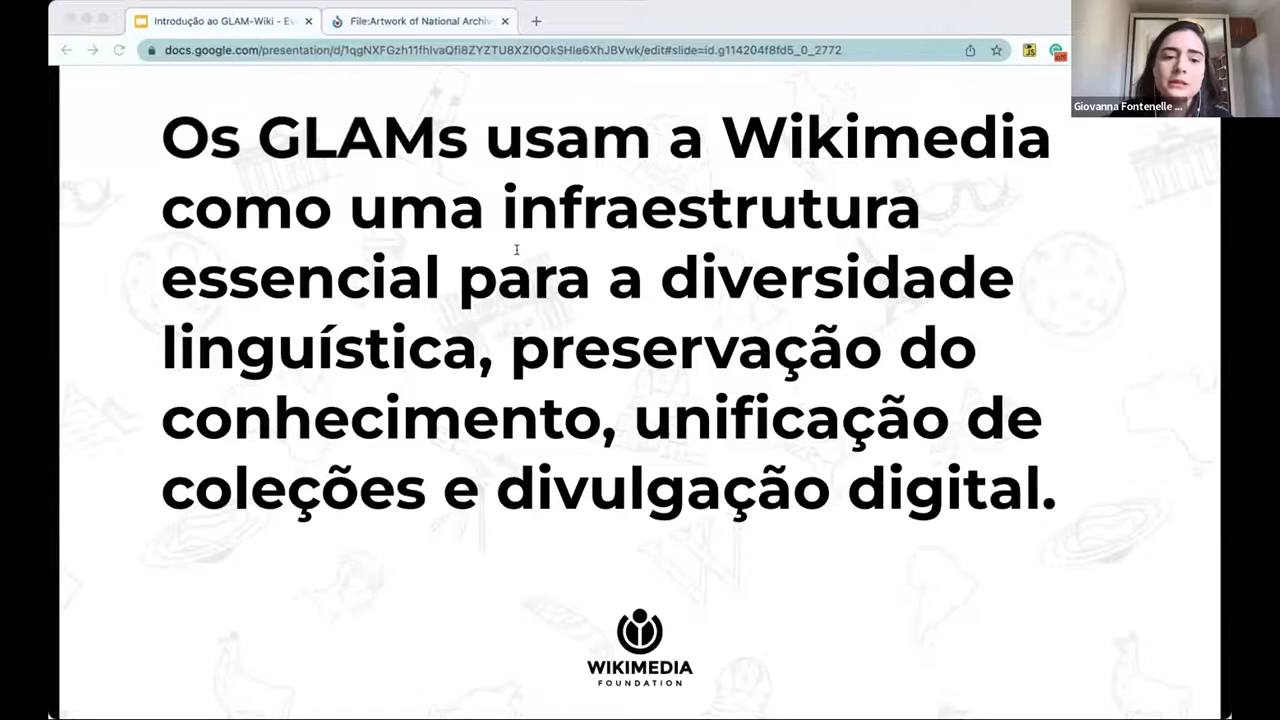 Introdução ao GLAM-Wiki - Ev
File:Artwork of National Archiv
docs.google.com/presentation/d/1qgNXFGzh11fhIvaQfi8ZYZTU8XZIOOkSHIe6XhJBVwk/edit#slide=id.g114204f8fd5_0_2772
Giovanna Fontenelle ...
Os GLAMs usam a Wikimedia
como uma infraestrutura
essencial para a diversidade
linguística, preservação do
conhecimento, unificação de
coleções e divulgação digital.
WIKIMEDIA
FOUNDATION